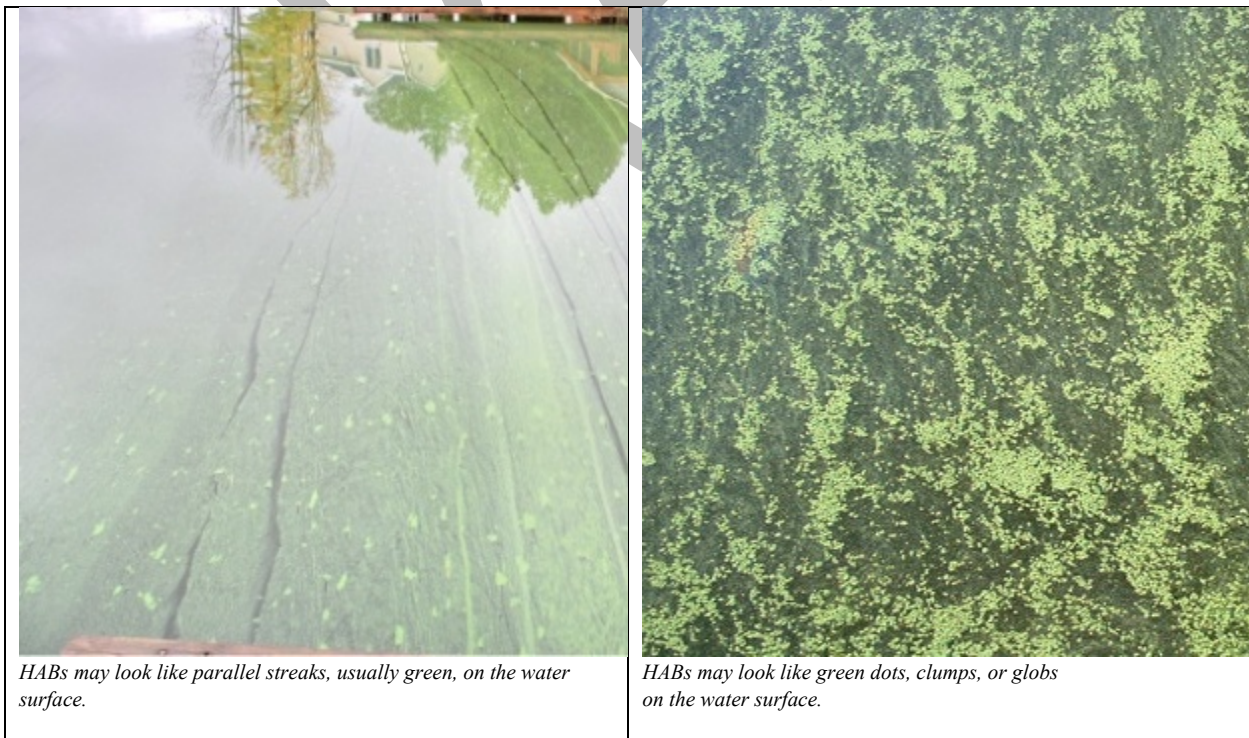 HABs may look like parallel streaks, usually green, on the water
surface.
HABs may look like green dots, clumps, or globs
on the water surface.